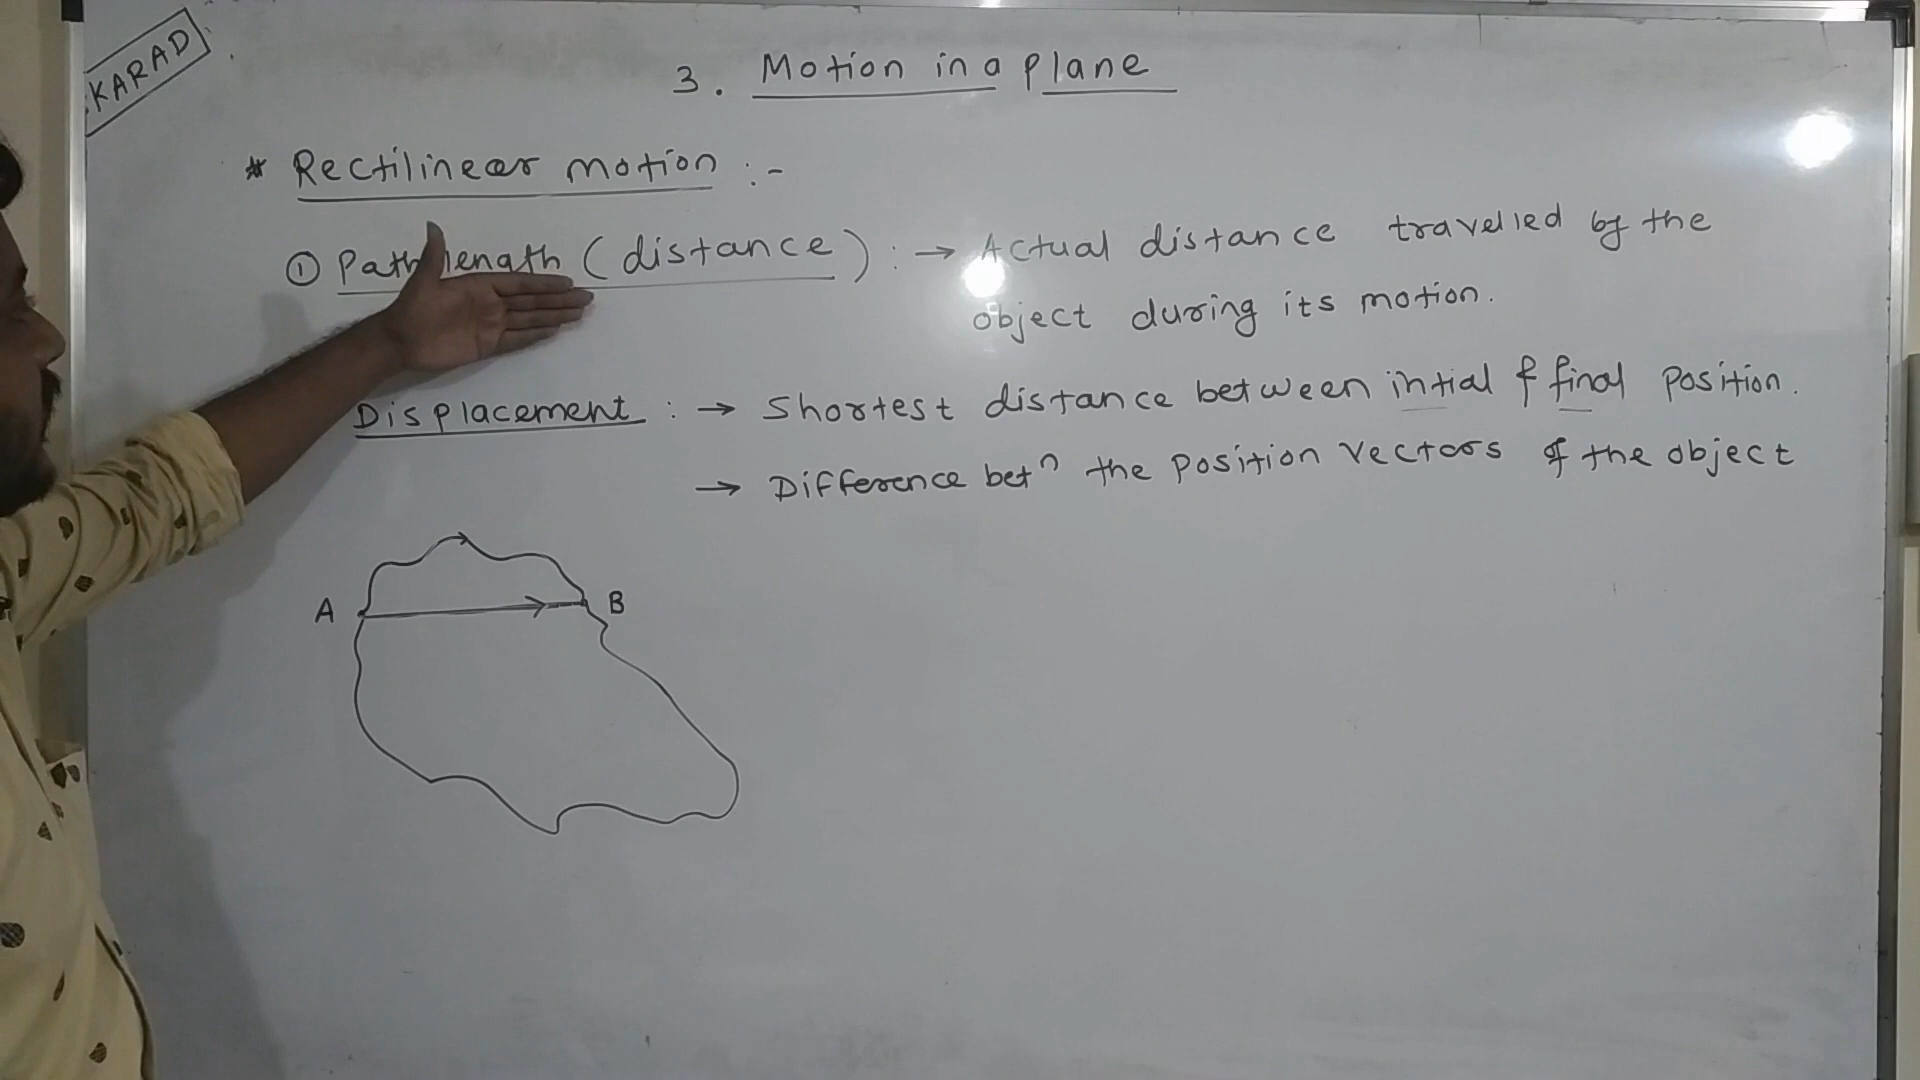 KARAD
3. Motion in a plane
* Rectilinear motion :-
① Path length (distance) : → Actual distance travelled by the
object during its motion.
Displacement : → Shortest distance between intial & final position.
→ Difference betⁿ the position vectors of the object
A B